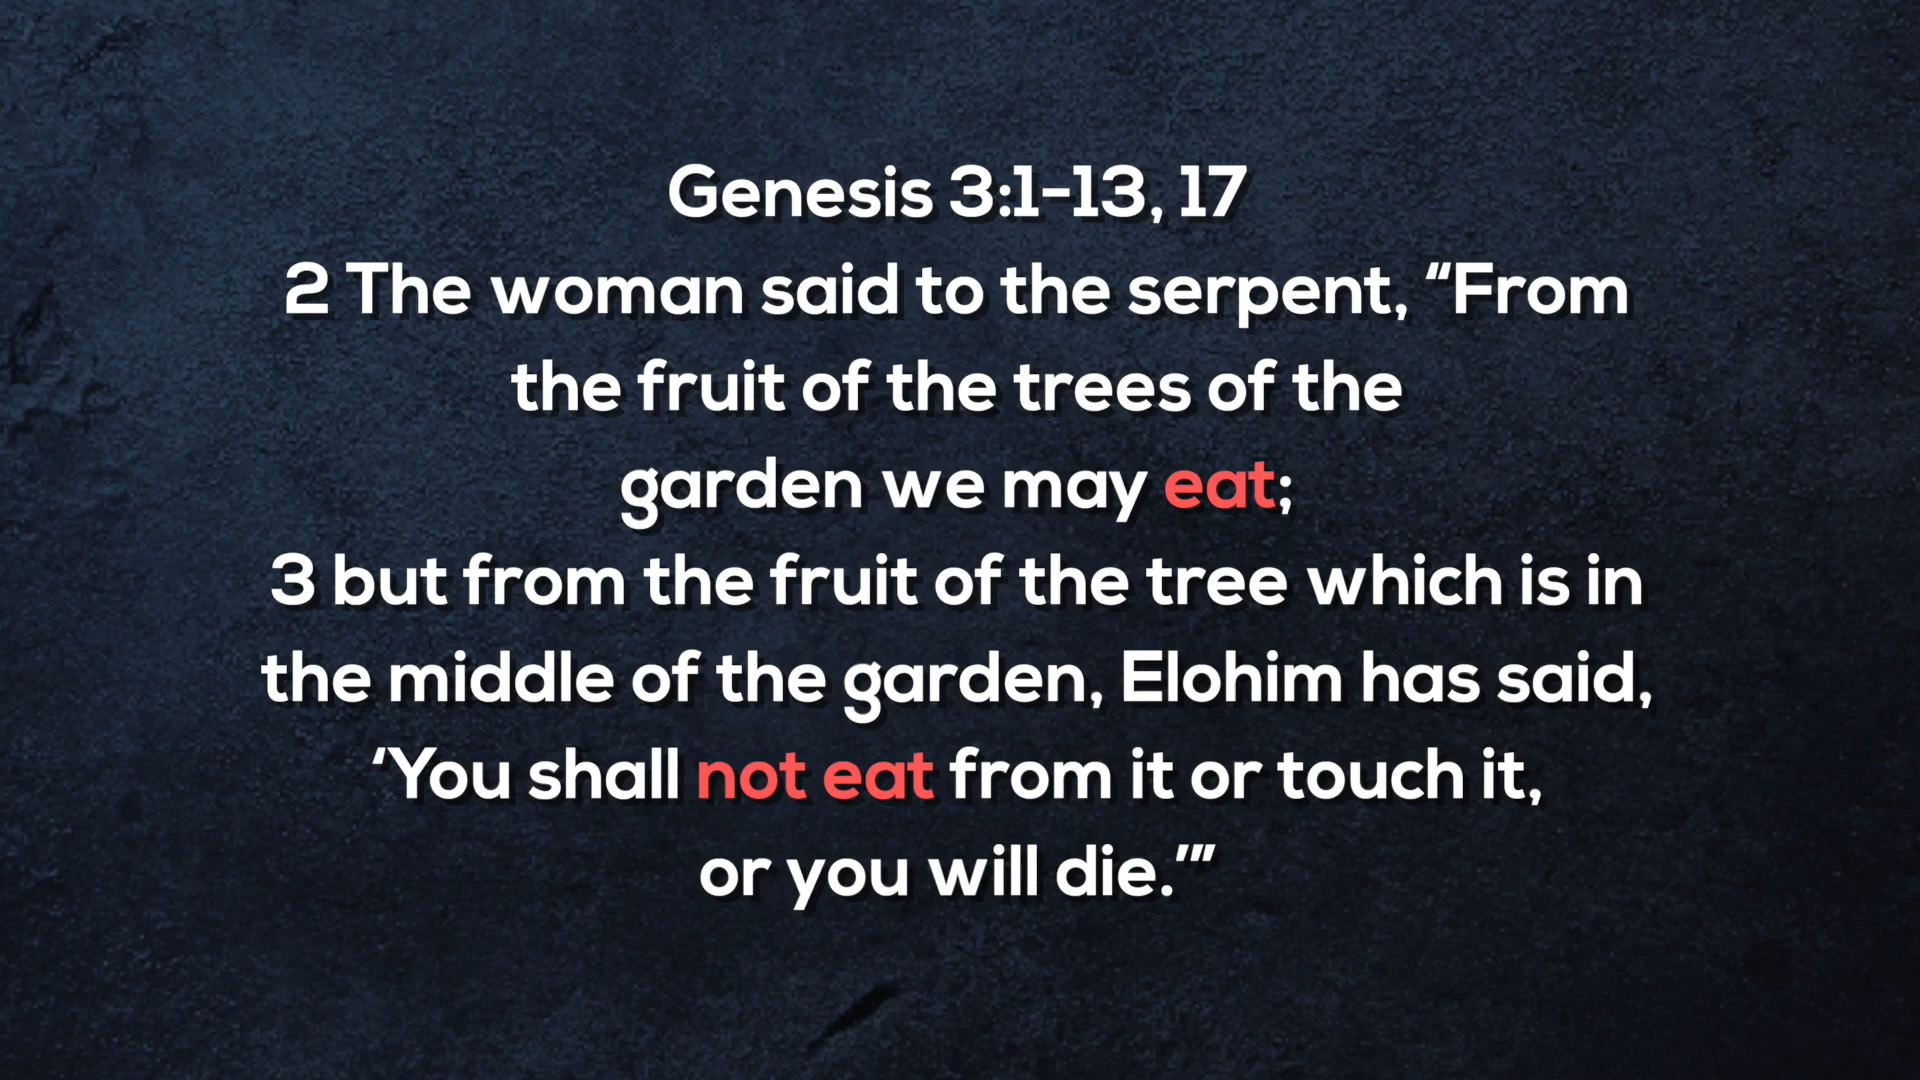 Genesis 3:1–13, 17
2 The woman said to the serpent, “From
the fruit of the trees of the
garden we may eat;
3 but from the fruit of the tree which is in
the middle of the garden, Elohim has said,
‘You shall not eat from it or touch it,
or you will die.’”